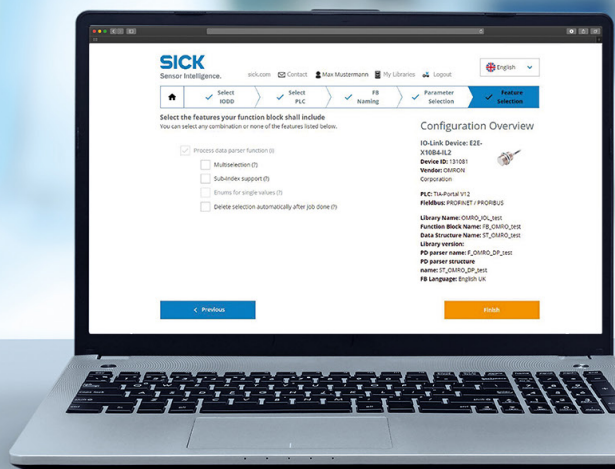 SICK
Sensor Intelligence.
sick.com Contact Max Mustermann My Libraries Logout
English
Select IODD
Select PLC
FB Naming
Parameter Selection
Feature Selection
Select the features your function block shall include
You can select any combination or none of the features listed below.
Process data parser function (i)
Multiselection (?)
Sub-index support (?)
Enums for single values (?)
Delete selection automatically after job done (?)
Configuration Overview
IO-Link Device: E2E-
X10B4-IL2
Device ID: 131081
Vendor: OMRON
Corporation
PLC: TIA-Portal V12
Fieldbus: PROFINET / PROFIBUS
Library Name: OMRO_IOL_test
Function Block Name: FB_OMRO_test
Data Structure Name: ST_OMRO_test
Library version:
PD parser name: F_OMRO_DP_test
PD parser structure
name: ST_OMRO_DP_test
FB Language: English UK
< Previous
Finish